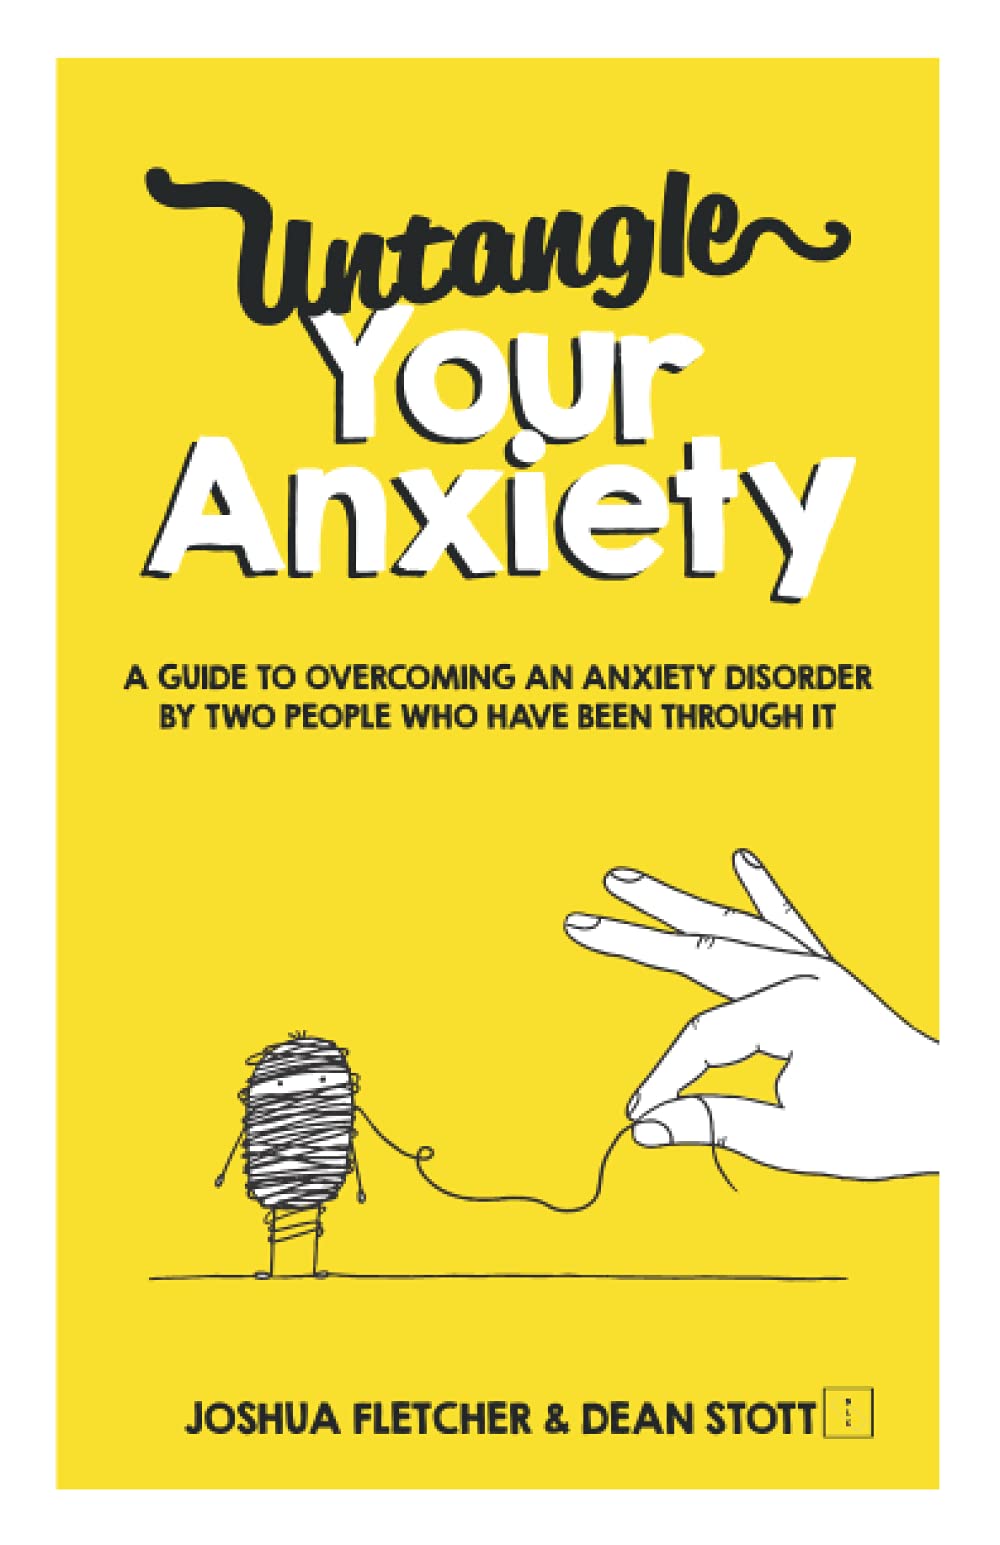 Untangle
Your
Anxiety
A GUIDE TO OVERCOMING AN ANXIETY DISORDER
BY TWO PEOPLE WHO HAVE BEEN THROUGH IT
JOSHUA FLETCHER & DEAN STOTT